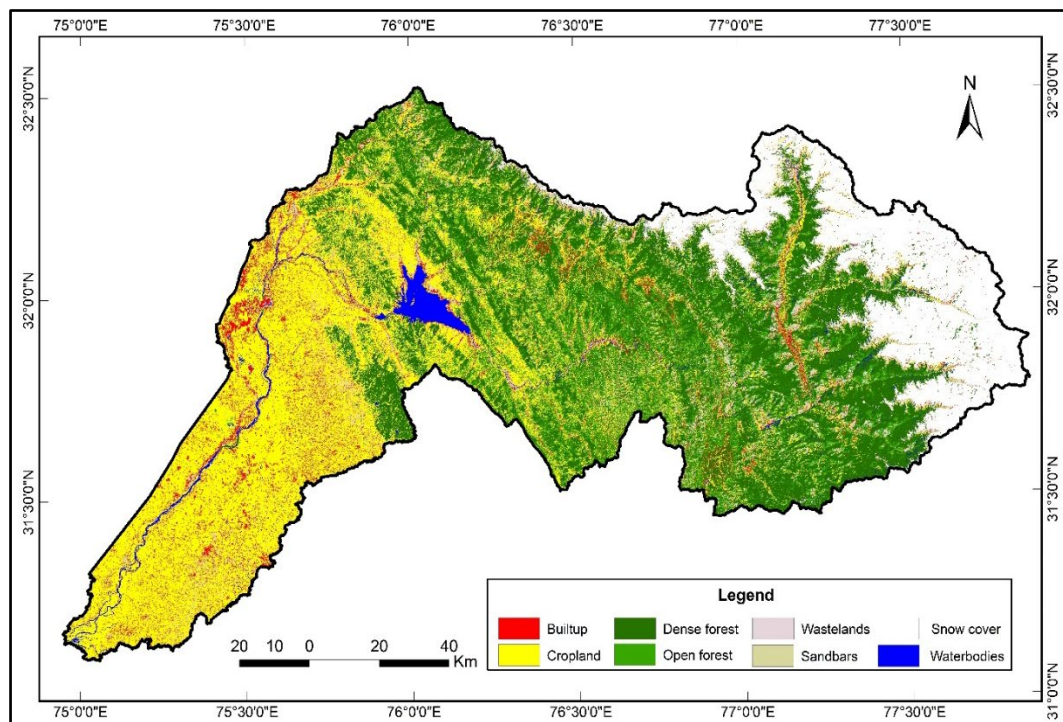 75°0'0"E 75°30'0"E 76°0'0"E 76°30'0"E 77°0'0"E 77°30'0"E
32°30'0"N 32°30'0"N
N
32°0'0"N 32°0'0"N
31°30'0"N 31°30'0"N
Legend
Builtup Dense forest Wastelands Snow cover
Cropland Open forest Sandbars Waterbodies
20 10 0 20 40
Km
31°0'0"N
75°0'0"E 75°30'0"E 76°0'0"E 76°30'0"E 77°0'0"E 77°30'0"E